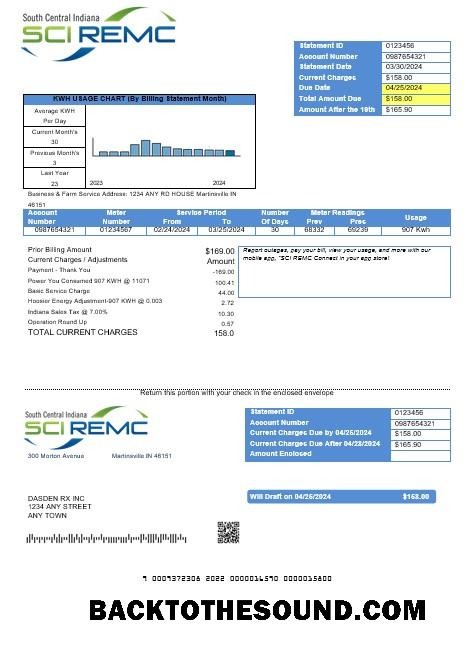 South Central Indiana
SCI REMC
Statement ID 0123456
Account Number 0987654321
Statement Date 03/30/2024
Current Charges $158.00
Due Date 04/25/2024
Total Amount Due $158.00
Amount After the 19th $165.90
KWH USAGE CHART (By Billing Statement Month)
Average KWH
Per Day
Current Month's
30
Previous Month's
3
Last Year
23
2023 2024
Business & Farm Service Address: 1234 ANY RD HOUSE Martinsville IN
46151
Account Meter Service Period Number Meter Readings Usage
Number Number From To Of Days Prev Pres
0987654321 01234567 02/24/2024 03/25/2024 30 68332 69239 907 Kwh
Prior Billing Amount $169.00
Current Charges / Adjustments Amount
Payment - Thank You -169.00
Power You Consumed 907 KWH @ 11071 100.41
Basic Service Charge 44.00
Hoosier Energy Adjustment-907 KWH @ 0.003 2.72
Indiana Sales Tax @ 7.00% 10.30
Operation Round Up 0.57
TOTAL CURRENT CHARGES 158.0
Report outages, pay your bill, view your usage, and more with our
mobile app, "SCI REMC Connect in your app store!
Return this portion with your check in the enclosed envelope
South Central Indiana
SCI REMC
300 Morton Avenue Martinsville IN 46151
Statement ID 0123456
Account Number 0987654321
Current Charges Due by 04/25/2024 $158.00
Current Charges Due After 04/23/2024 $165.90
Amount Enclosed
Will Draft on 04/25/2024 $158.00
DASDEN RX INC
1234 ANY STREET
ANY TOWN
9 0009372308 2022 0000016590 0000015800
BACKTOTHESOUND.COM